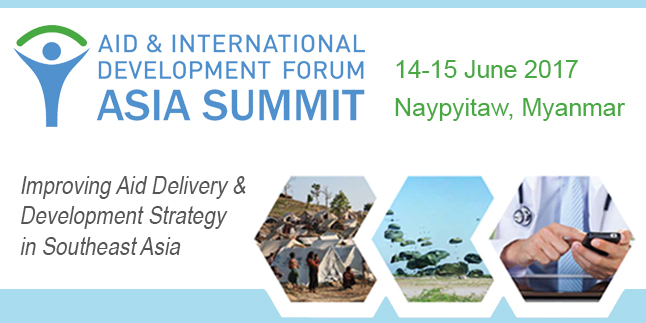 AID & INTERNATIONAL
DEVELOPMENT FORUM
ASIA SUMMIT
14-15 June 2017
Naypyitaw, Myanmar
Improving Aid Delivery &
Development Strategy
in Southeast Asia